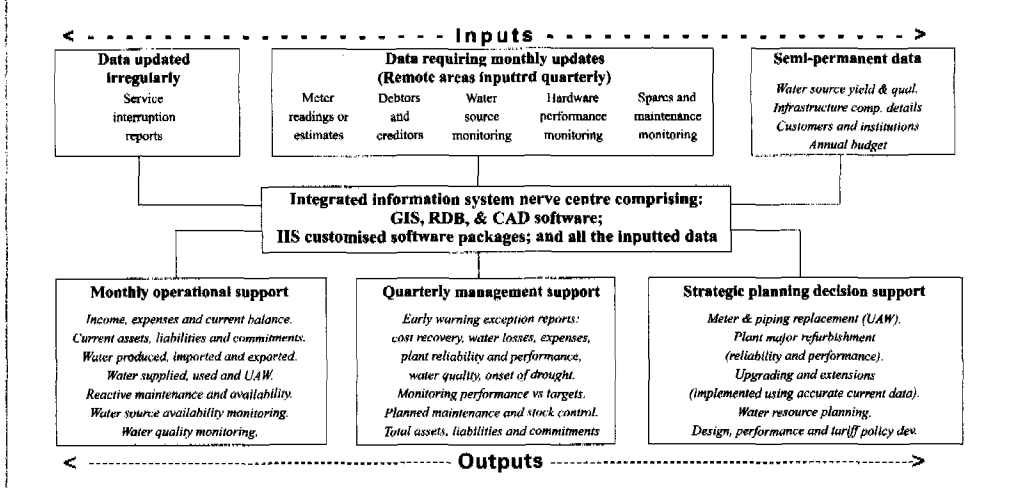 Inputs
Data updated
irregularly
Service
interruption
reports
Data requiring monthly updates
(Remote areas inputtrd quarterly)
Meter
readings or
estimates
Debtors
and
creditors
Water
source
monitoring
Hardware
performance
monitoring
Spares and
maintenance
monitoring
Semi-permanent data
Water source yield & qual.
Infrastructure comp. details
Customers and institutions
Annual budget
Integrated information system nerve centre comprising:
GIS, RDB, & CAD software;
IIS customised software packages; and all the inputted data
Monthly operational support
Income, expenses and current balance.
Current assets, liabilities and commitments.
Water produced, imported and exported.
Water supplied, used and UAW.
Reactive maintenance and availability.
Water source availability monitoring.
Water quality monitoring.
Quarterly management support
Early warning exception reports:
cost recovery, water losses, expenses,
plant reliability and performance,
water quality, onset of drought.
Monitoring performance vs targets.
Planned maintenance and stock control.
Total assets, liabilities and commitments
Strategic planning decision support
Meter & piping replacement (UAW).
Plant major refurbishment
(reliability and performance).
Upgrading and extensions
(implemented using accurate current data).
Water resource planning.
Design, performance and tariff policy dev.
Outputs